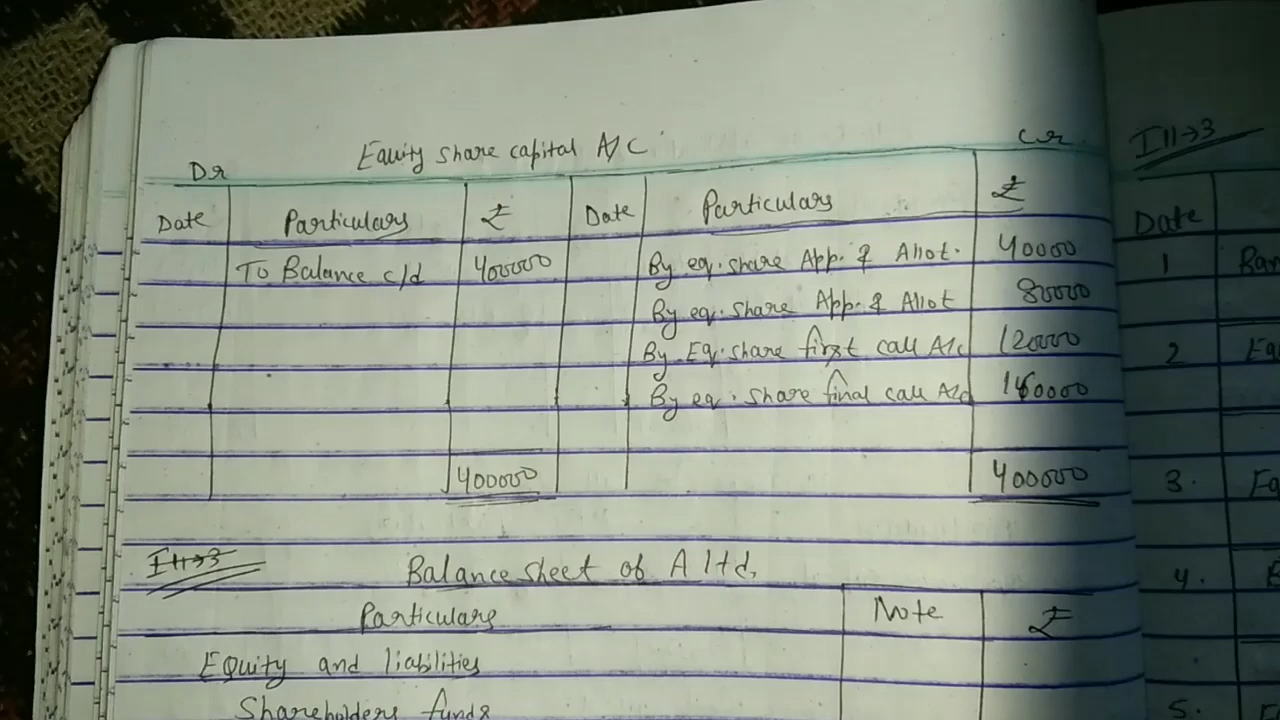 Equity share capital A/C
Dr
Cr.
Date Particulars ₹ Date Particulars ₹
To Balance c/d 400000 By eq. share App. & Allot. 40000
By eq. share App. & Allot 80000
By Eq. share first call A/c 120000
By eq. share final call A/c 160000
400000 400000
Ill→3
Balance sheet of A ltd.
Particulars Note ₹
Equity and liabilities
Shareholders funds
Ill→3
Date
1
2
3.
4.
5.